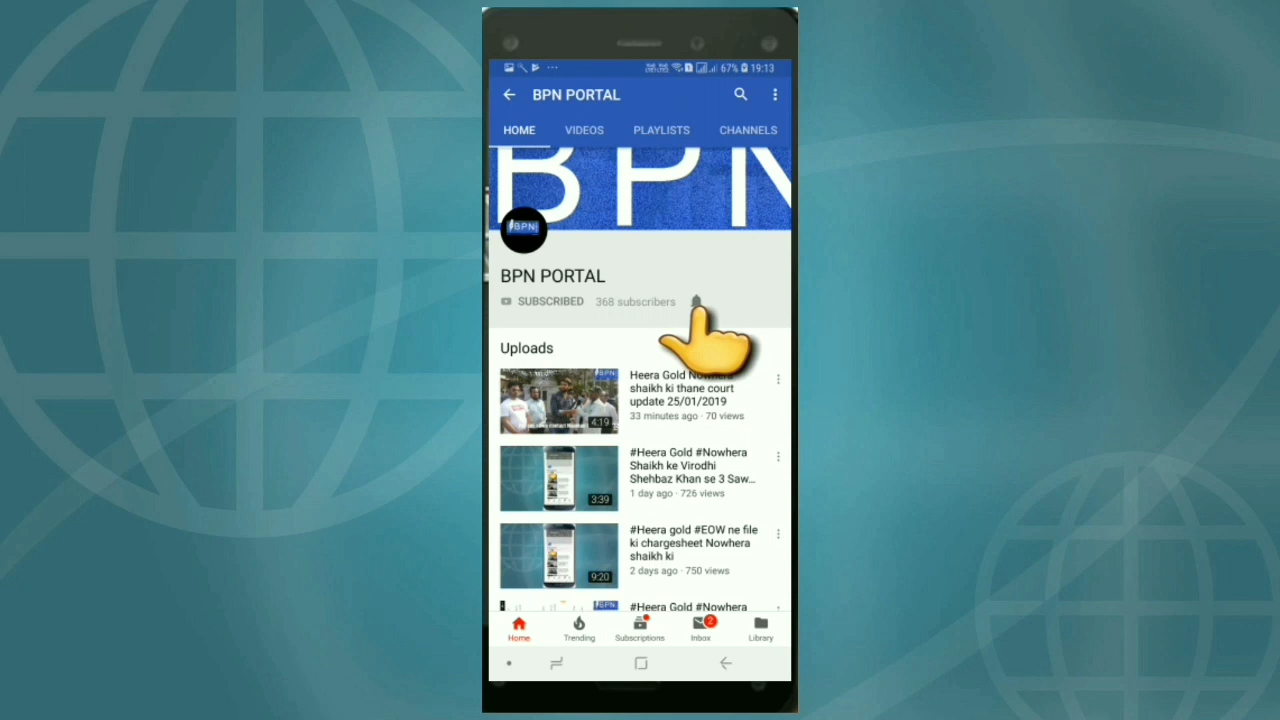 67% 19:13
BPN PORTAL
HOME VIDEOS PLAYLISTS CHANNELS
BPN
BPN
BPN PORTAL
SUBSCRIBED 368 subscribers
Uploads
BPN
4:19
Heera Gold Nowhera
shaikh ki thane court
update 25/01/2019
33 minutes ago · 70 views
3:39
#Heera Gold #Nowhera
Shaikh ke Virodhi
Shehbaz Khan se 3 Saw...
1 day ago · 726 views
9:20
#Heera gold #EOW ne file
ki chargesheet Nowhera
shaikh ki
2 days ago · 750 views
BPN
#Heera Gold #Nowhera
2
Home Trending Subscriptions Inbox Library